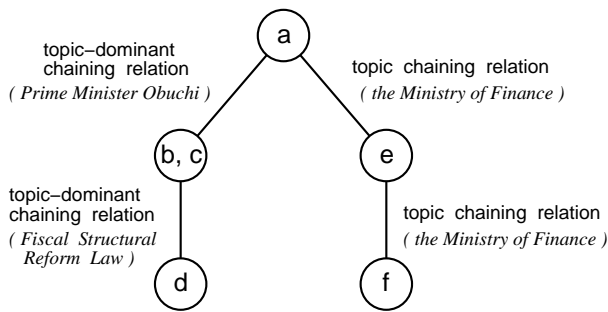 a
topic–dominant
chaining relation
( Prime Minister Obuchi )
topic chaining relation
( the Ministry of Finance )
b, c
e
topic–dominant
chaining relation
( Fiscal Structural
Reform Law )
topic chaining relation
( the Ministry of Finance )
d
f